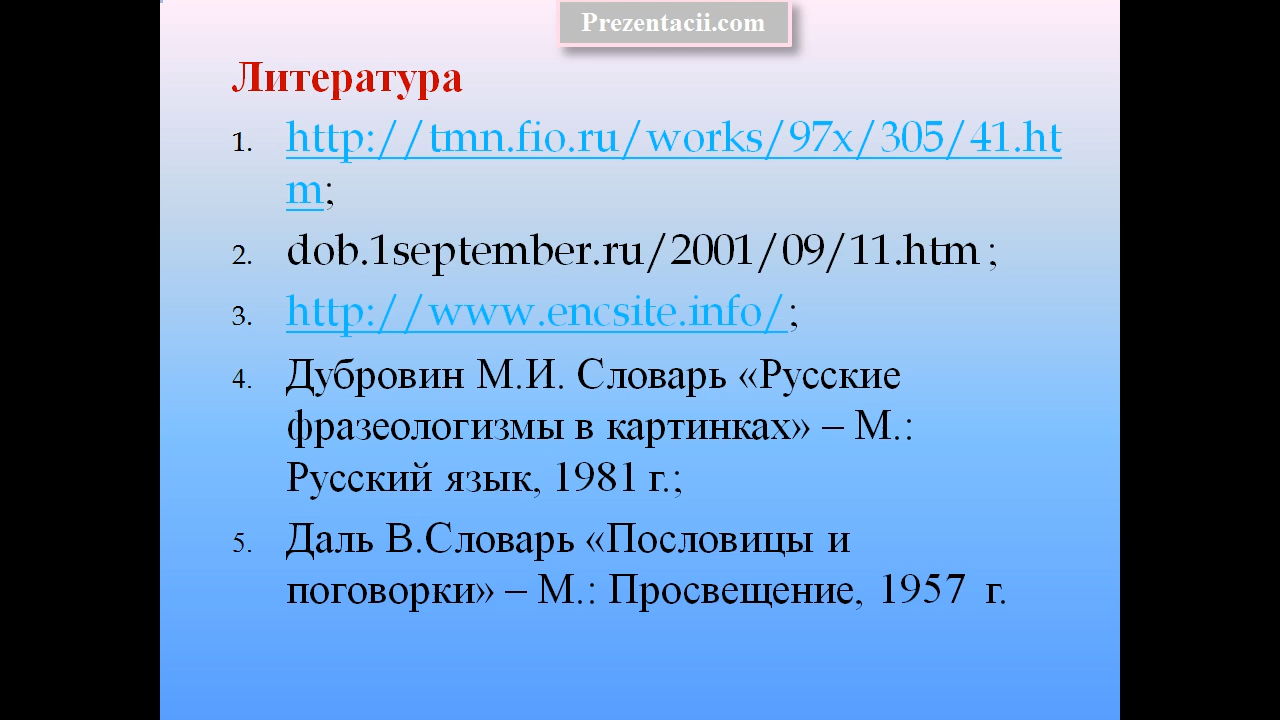 Prezentacii.com
Литература
1. http://tmn.fio.ru/works/97x/305/41.ht
m;
2. dob.1september.ru/2001/09/11.htm ;
3. http://www.encsite.info/;
4. Дубровин М.И. Словарь «Русские
фразеологизмы в картинках» – М.:
Русский язык, 1981 г.;
5. Даль В.Словарь «Пословицы и
поговорки» – М.: Просвещение, 1957 г.